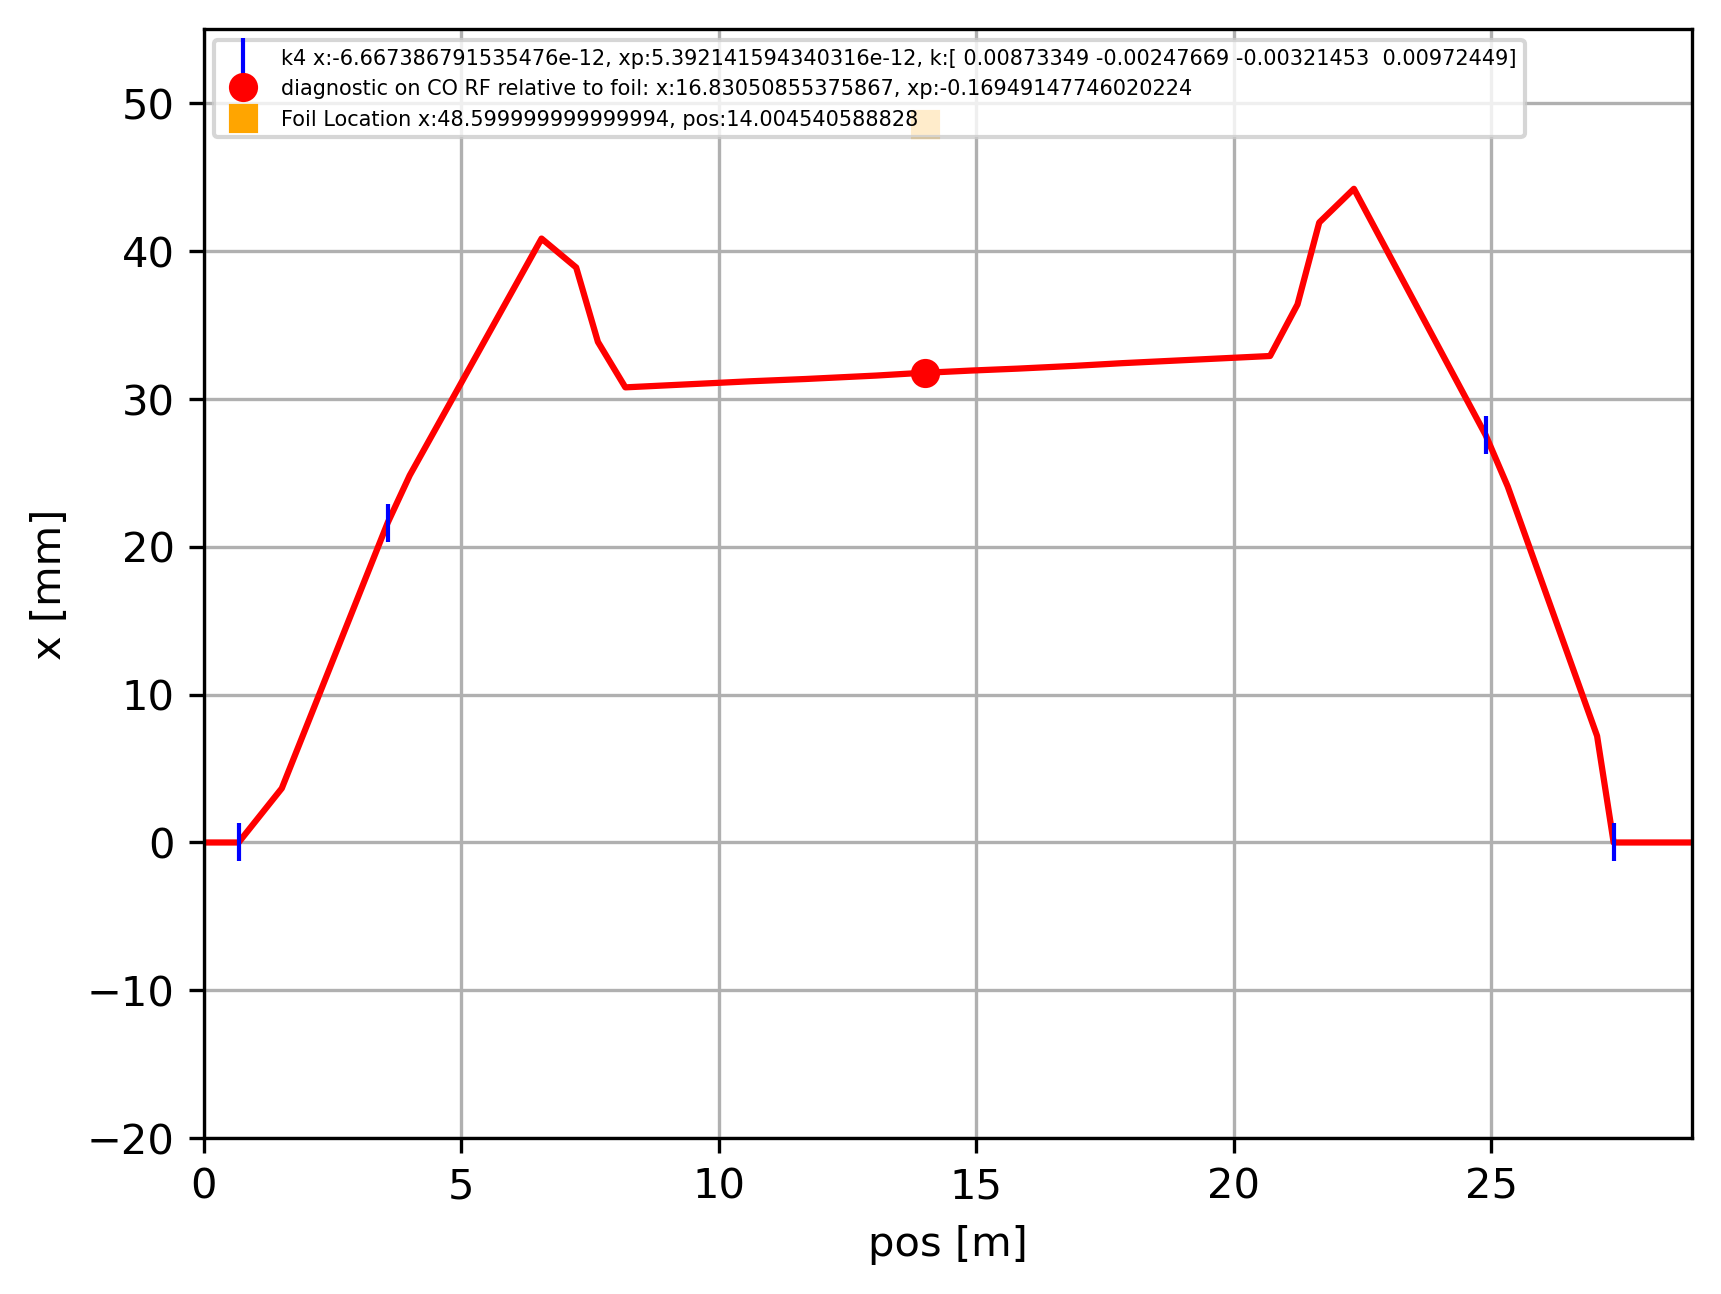 k4 x:-6.667386791535476e-12, xp:5.392141594340316e-12, k:[ 0.00873349 -0.00247669 -0.00321453  0.00972449]
diagnostic on CO RF relative to foil: x:16.83050855375867, xp:-0.16949147746020224
Foil Location x:48.599999999999994, pos:14.004540588828
50
40
30
20
10
0
−10
−20
x [mm]
0 5 10 15 20 25
pos [m]